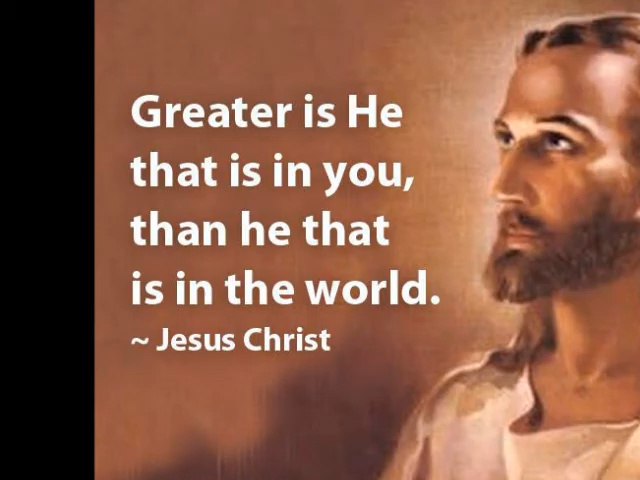 Greater is He
that is in you,
than he that
is in the world.
~ Jesus Christ